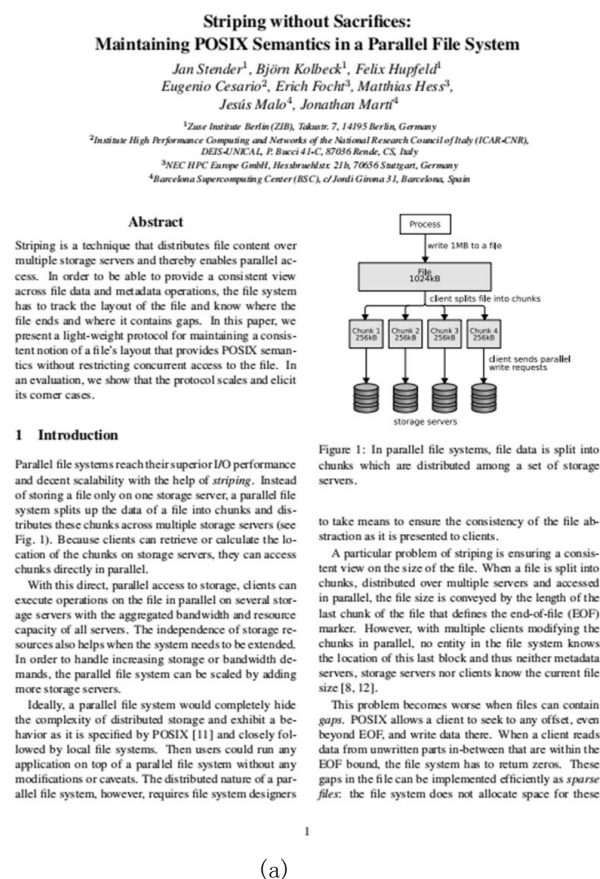 Striping without Sacrifices:
Maintaining POSIX Semantics in a Parallel File System
Jan Stender¹, Björn Kolbeck¹, Felix Hupfeld¹
Eugenio Cesario², Erich Focht³, Matthias Hess³,
Jesús Malo⁴, Jonathan Martí⁴
¹Zuse Institute Berlin (ZIB), Takustr. 7, 14195 Berlin, Germany
²Institute High Performance Computing and Networks of the National Research Council of Italy (ICAR-CNR),
DEIS-UNICAL, P. Bucci 41-C, 87036 Rende, CS, Italy
³NEC HPC Europe GmbH, Hessbruehlstr. 21b, 70656 Stuttgart, Germany
⁴Barcelona Supercomputing Center (BSC), c/ Jordi Girona 31, Barcelona, Spain
Abstract
Striping is a technique that distributes file content over
multiple storage servers and thereby enables parallel ac-
cess. In order to be able to provide a consistent view
across file data and metadata operations, the file system
has to track the layout of the file and know where the
file ends and where it contains gaps. In this paper, we
present a light-weight protocol for maintaining a consis-
tent notion of a file's layout that provides POSIX seman-
tics without restricting concurrent access to the file. In
an evaluation, we show that the protocol scales and elicit
its corner cases.
1 Introduction
Parallel file systems reach their superior I/O performance
and decent scalability with the help of striping. Instead
of storing a file only on one storage server, a parallel file
system splits up the data of a file into chunks and dis-
tributes these chunks across multiple storage servers (see
Fig. 1). Because clients can retrieve or calculate the lo-
cation of the chunks on storage servers, they can access
chunks directly in parallel.
With this direct, parallel access to storage, clients can
execute operations on the file in parallel on several stor-
age servers with the aggregated bandwidth and resource
capacity of all servers. The independence of storage re-
sources also helps when the system needs to be extended.
In order to handle increasing storage or bandwidth de-
mands, the parallel file system can be scaled by adding
more storage servers.
Ideally, a parallel file system would completely hide
the complexity of distributed storage and exhibit a be-
havior as it is specified by POSIX [11] and closely fol-
lowed by local file systems. Then users could run any
application on top of a parallel file system without any
modifications or caveats. The distributed nature of a par-
allel file system, however, requires file system designers
Process
write 1MB to a file
File
1024kB
client splits file into chunks
Chunk 1 Chunk 2 Chunk 3 Chunk 4
256kB 256kB 256kB 256kB
client sends parallel
write requests
storage servers
Figure 1: In parallel file systems, file data is split into
chunks which are distributed among a set of storage
servers.
to take means to ensure the consistency of the file ab-
straction as it is presented to clients.
A particular problem of striping is ensuring a consis-
tent view on the size of the file. When a file is split into
chunks, distributed over multiple servers and accessed
in parallel, the file size is conveyed by the length of the
last chunk of the file that defines the end-of-file (EOF)
marker. However, with multiple clients modifying the
chunks in parallel, no entity in the file system knows
the location of this last block and thus neither metadata
servers, storage servers nor clients know the current file
size [8, 12].
This problem becomes worse when files can contain
gaps. POSIX allows a client to seek to any offset, even
beyond EOF, and write data there. When a client reads
data from unwritten parts in-between that are within the
EOF bound, the file system has to return zeros. These
gaps in the file can be implemented efficiently as sparse
files: the file system does not allocate space for these
1
(a)